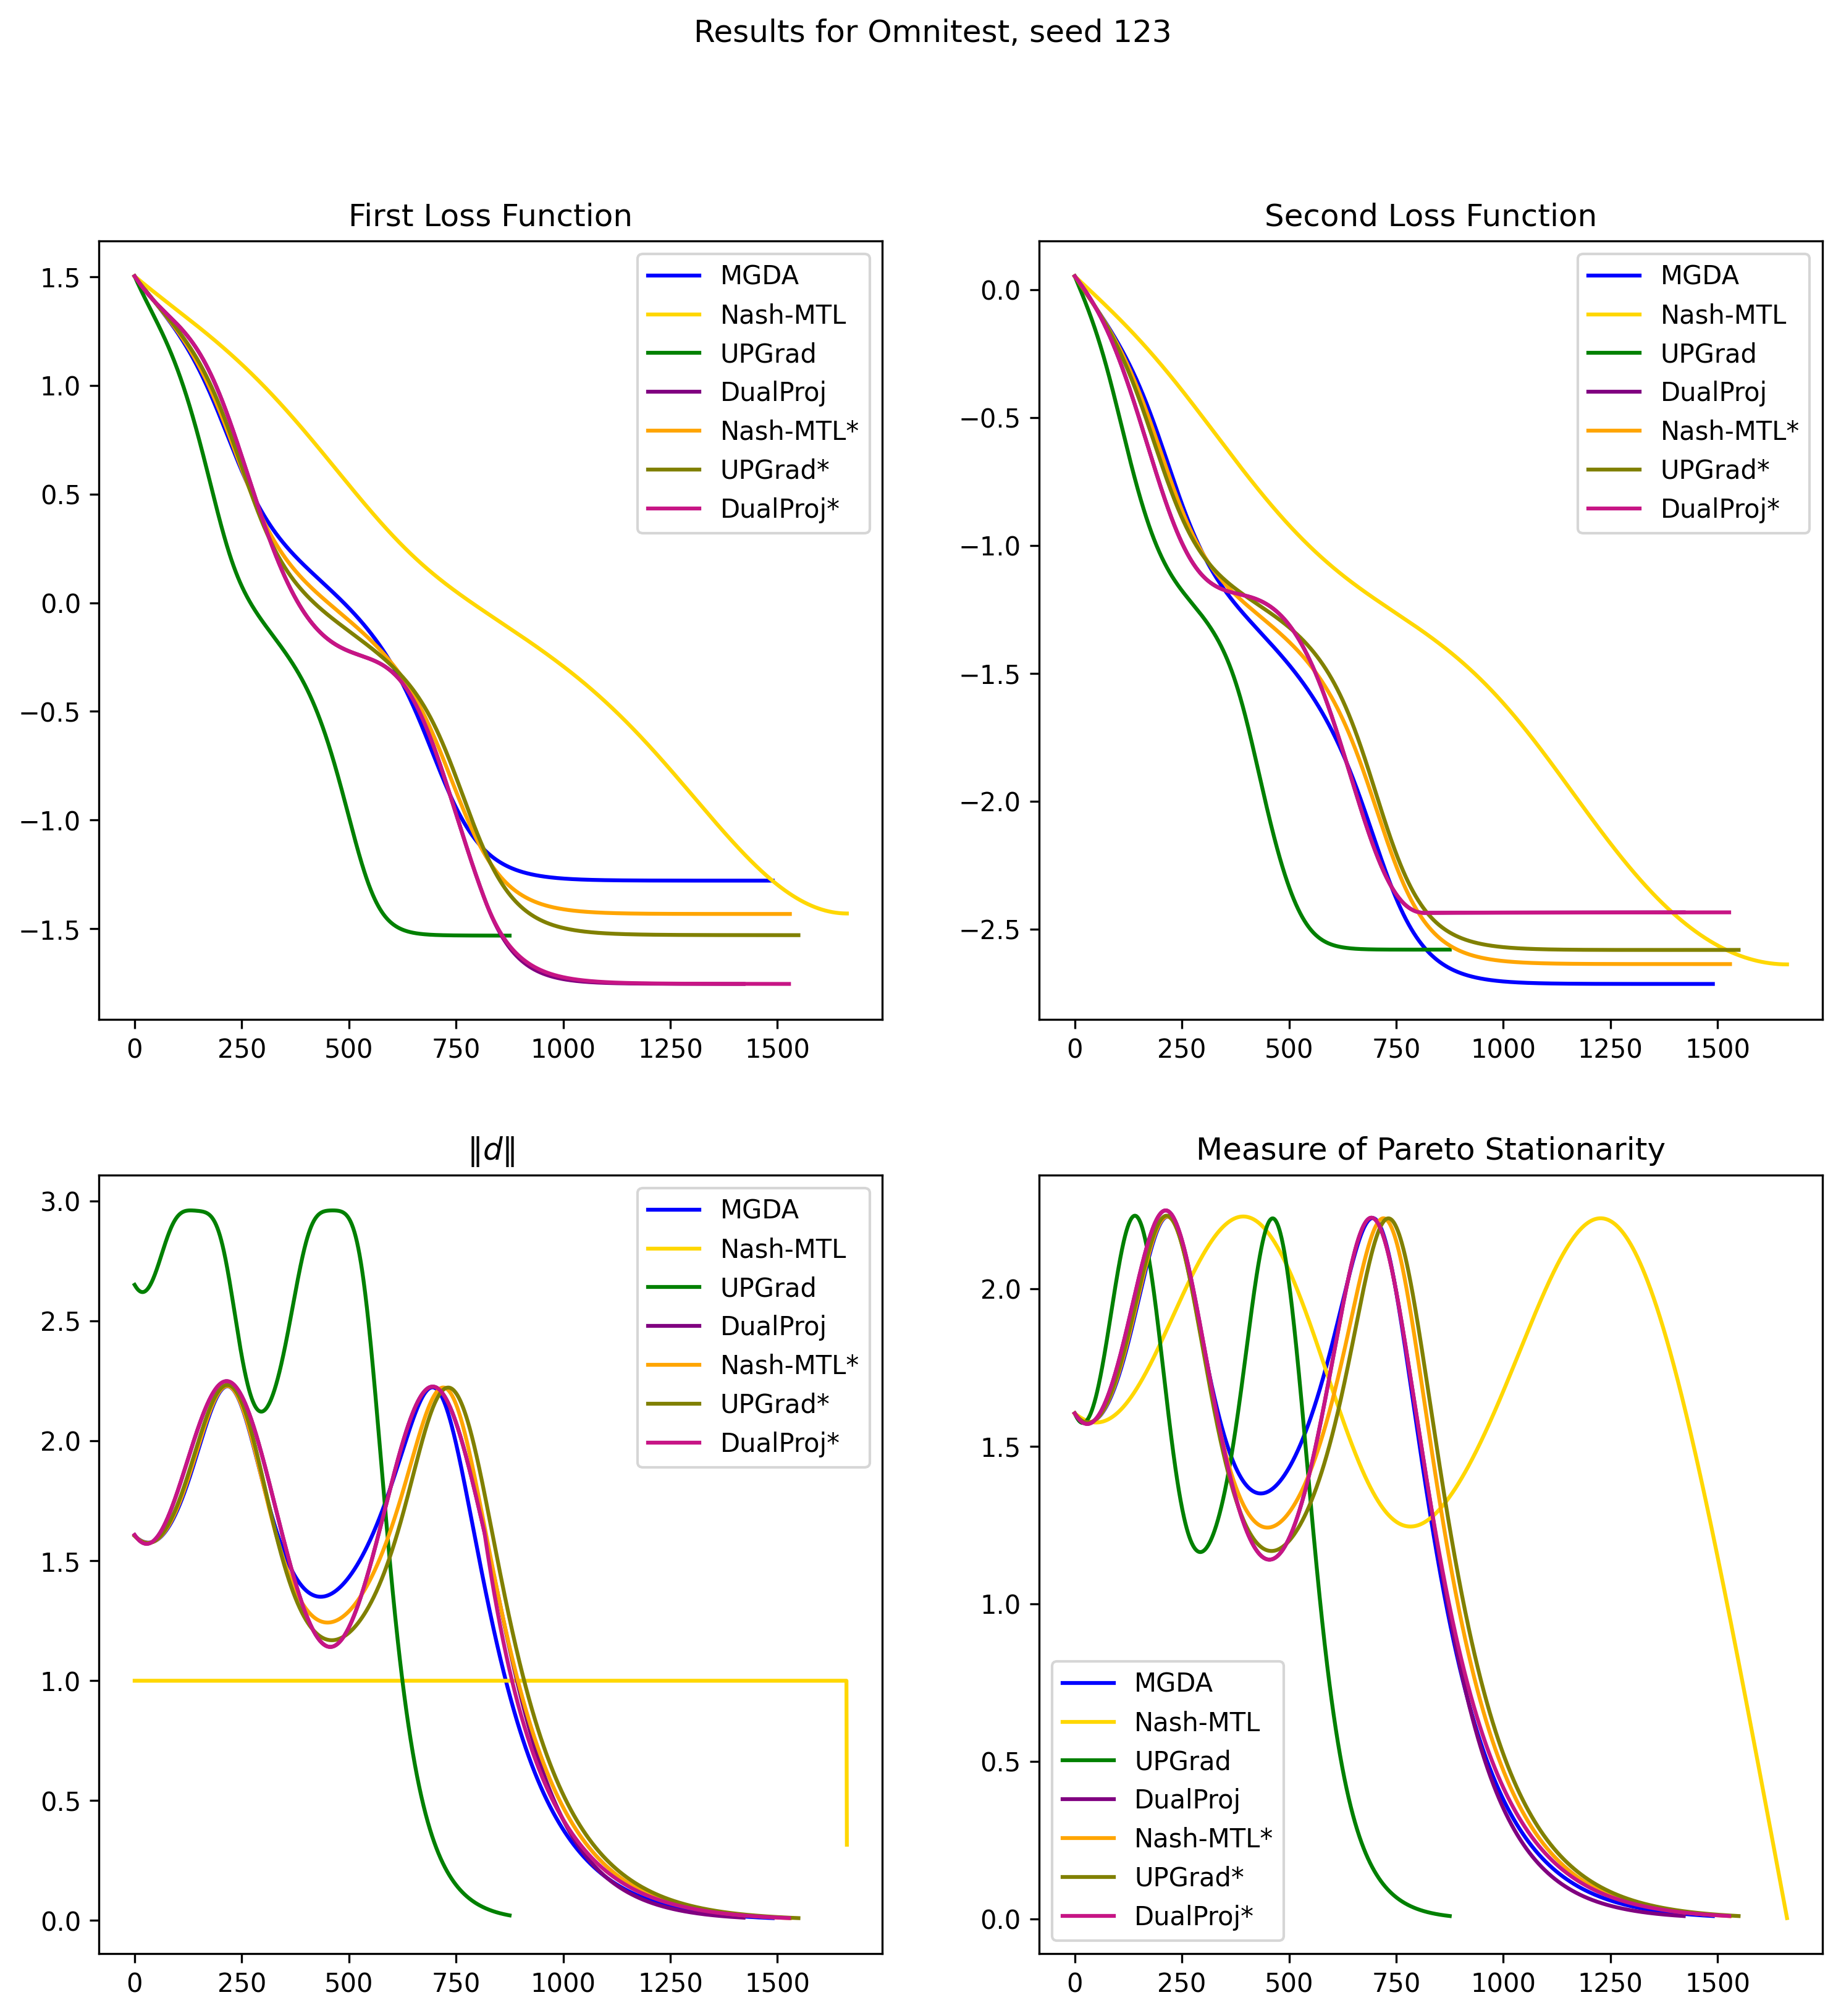 Results for Omnitest, seed 123
First Loss Function
1.5
1.0
0.5
0.0
−0.5
−1.0
−1.5
0 250 500 750 1000 1250 1500
MGDA
Nash-MTL
UPGrad
DualProj
Nash-MTL*
UPGrad*
DualProj*
Second Loss Function
0.0
−0.5
−1.0
−1.5
−2.0
−2.5
0 250 500 750 1000 1250 1500
MGDA
Nash-MTL
UPGrad
DualProj
Nash-MTL*
UPGrad*
DualProj*
‖d‖
3.0
2.5
2.0
1.5
1.0
0.5
0.0
0 250 500 750 1000 1250 1500
MGDA
Nash-MTL
UPGrad
DualProj
Nash-MTL*
UPGrad*
DualProj*
Measure of Pareto Stationarity
2.0
1.5
1.0
0.5
0.0
0 250 500 750 1000 1250 1500
MGDA
Nash-MTL
UPGrad
DualProj
Nash-MTL*
UPGrad*
DualProj*